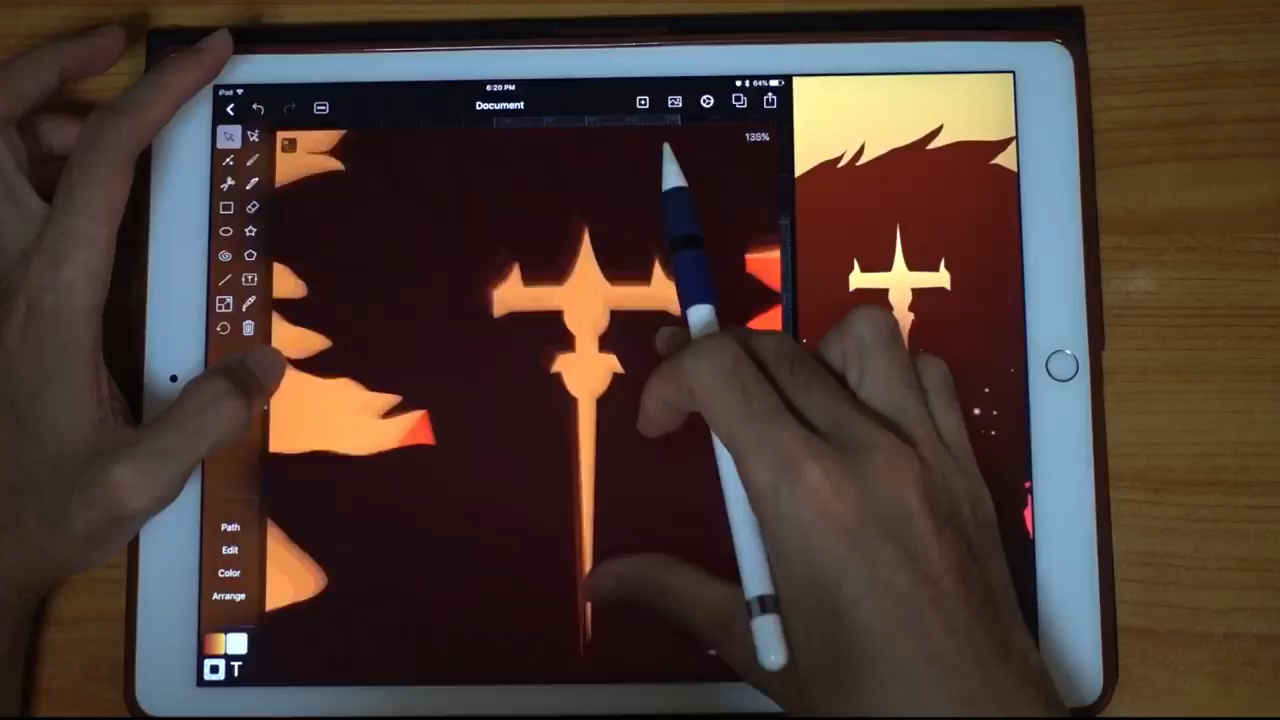 iPad
6:20 PM
64%
Document
135%
T
Path
Edit
Color
Arrange
T